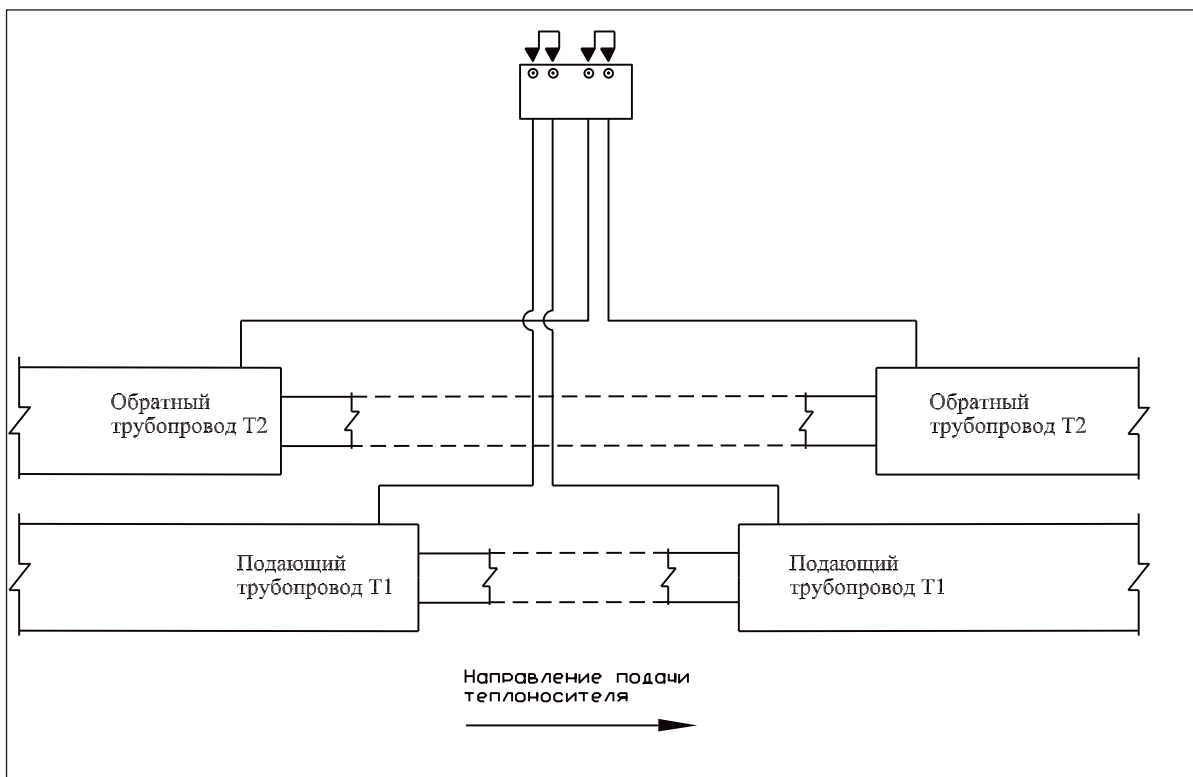 Обратный
трубопровод Т2
Обратный
трубопровод Т2
Подающий
трубопровод Т1
Подающий
трубопровод Т1
Направление подачи
теплоносителя